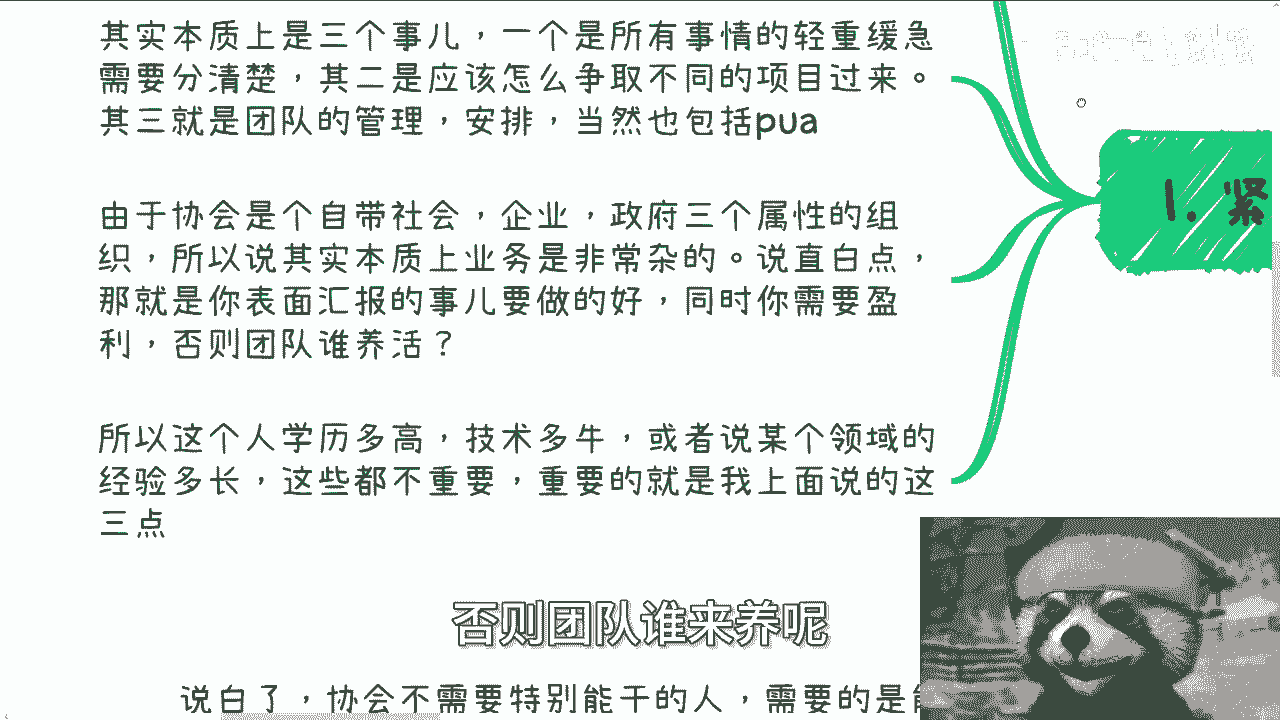 其实本质上是三个事儿，一个是所有事情的轻重缓急
需要分清楚，其二是应该怎么争取不同的项目过来。
其三就是团队的管理，安排，当然也包括pua
由于协会是个自带社会，企业，政府三个属性的组
织，所以说其实本质上业务是非常杂的。说直白点，
那就是你表面汇报的事儿要做的好，同时你需要盈
利，否则团队谁养活？
所以这个人学历多高，技术多牛，或者说某个领域的
经验多长，这些都不重要，重要的就是我上面说的这
三点
1. 紧
否则团队谁来养呢
说白了，协会不需要特别能干的人，需要的是